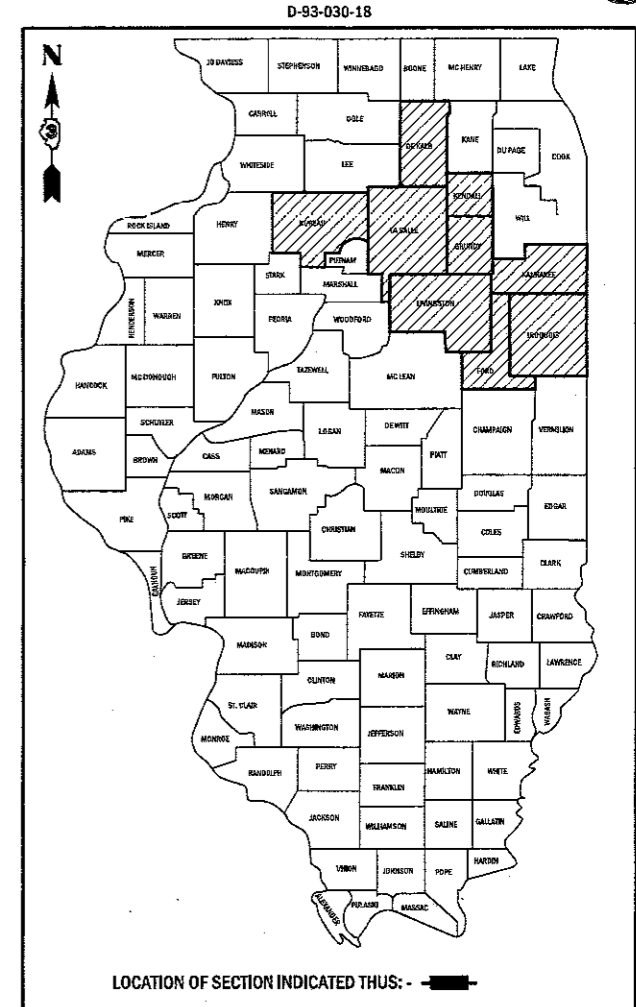 D-93-030-18
N
JO DAVIESS STEPHENSON WINNEBAGO BOONE MC HENRY LAKE
CARROLL OGLE DE KALB KANE DU PAGE COOK
WHITESIDE LEE KENDALL WILL
ROCK ISLAND HENRY BUREAU LA SALLE GRUNDY
MERCER PUTNAM KANKAKEE
STARK MARSHALL
HENDERSON WARREN KNOX PEORIA WOODFORD LIVINGSTON IROQUOIS
HANCOCK MCDONOUGH FULTON TAZEWELL MCLEAN FORD
MASON
SCHUYLER LOGAN DEWITT CHAMPAIGN VERMILION
ADAMS BROWN CASS MENARD MACON PIATT
MORGAN SANGAMON DOUGLAS EDGAR
PIKE SCOTT CHRISTIAN MOULTRIE COLES
GREENE SHELBY CLARK
CALHOUN MACOUPIN MONTGOMERY CUMBERLAND
JERSEY FAYETTE EFFINGHAM JASPER CRAWFORD
MADISON BOND CLAY RICHLAND LAWRENCE
CLINTON MARION
ST. CLAIR WAYNE EDWARDS WABASH
MONROE WASHINGTON JEFFERSON
RANDOLPH PERRY HAMILTON WHITE
FRANKLIN
JACKSON WILLIAMSON SALINE GALLATIN
UNION JOHNSON POPE HARDIN
ALEXANDER PULASKI MASSAC
LOCATION OF SECTION INDICATED THUS: -